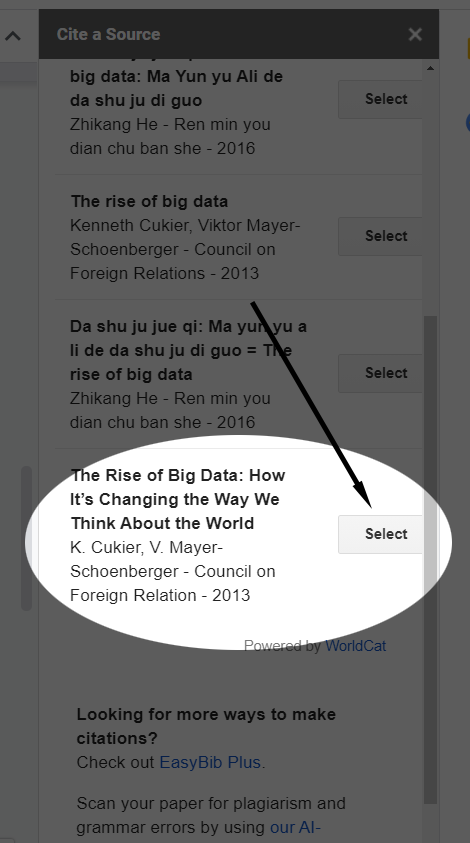 Cite a Source
big data: Ma Yun yu Ali de
da shu ju di guo
Zhikang He - Ren min you
dian chu ban she - 2016
Select
The rise of big data
Kenneth Cukier, Viktor Mayer-
Schoenberger - Council on
Foreign Relations - 2013
Select
Da shu ju jue qi: Ma yun yu a
li de da shu ju di guo = The
rise of big data
Zhikang He - Ren min you
dian chu ban she - 2016
Select
The Rise of Big Data: How
It’s Changing the Way We
Think About the World
K. Cukier, V. Mayer-
Schoenberger - Council on
Foreign Relation - 2013
Select
Powered by WorldCat
Looking for more ways to make
citations?
Check out EasyBib Plus.
Scan your paper for plagiarism and
grammar errors by using our AI-